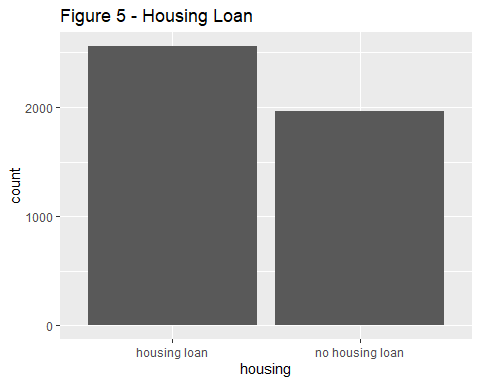 Figure 5 - Housing Loan
2000
1000
0
count
housing loan
no housing loan
housing